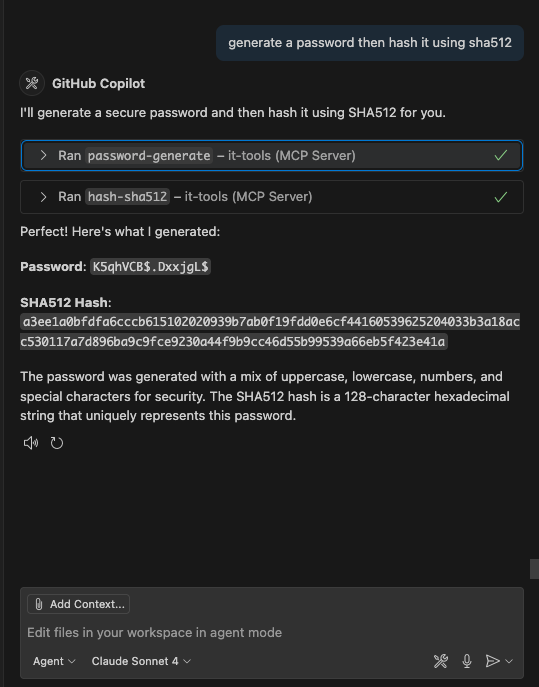 generate a password then hash it using sha512
GitHub Copilot
I'll generate a secure password and then hash it using SHA512 for you.
Ran password-generate – it-tools (MCP Server)
Ran hash-sha512 – it-tools (MCP Server)
Perfect! Here's what I generated:
Password: K5qhVCB$.DxxjgL$
SHA512 Hash:
a3ee1a0bfdfa6cccb615102020939b7ab0f19fdd0e6cf44160539625204033b3a18ac
c530117a7d896ba9c9fce9230a44f9b9cc46d55b99539a66eb5f423e41a
The password was generated with a mix of uppercase, lowercase, numbers, and
special characters for security. The SHA512 hash is a 128-character hexadecimal
string that uniquely represents this password.
Add Context...
Edit files in your workspace in agent mode
Agent
Claude Sonnet 4